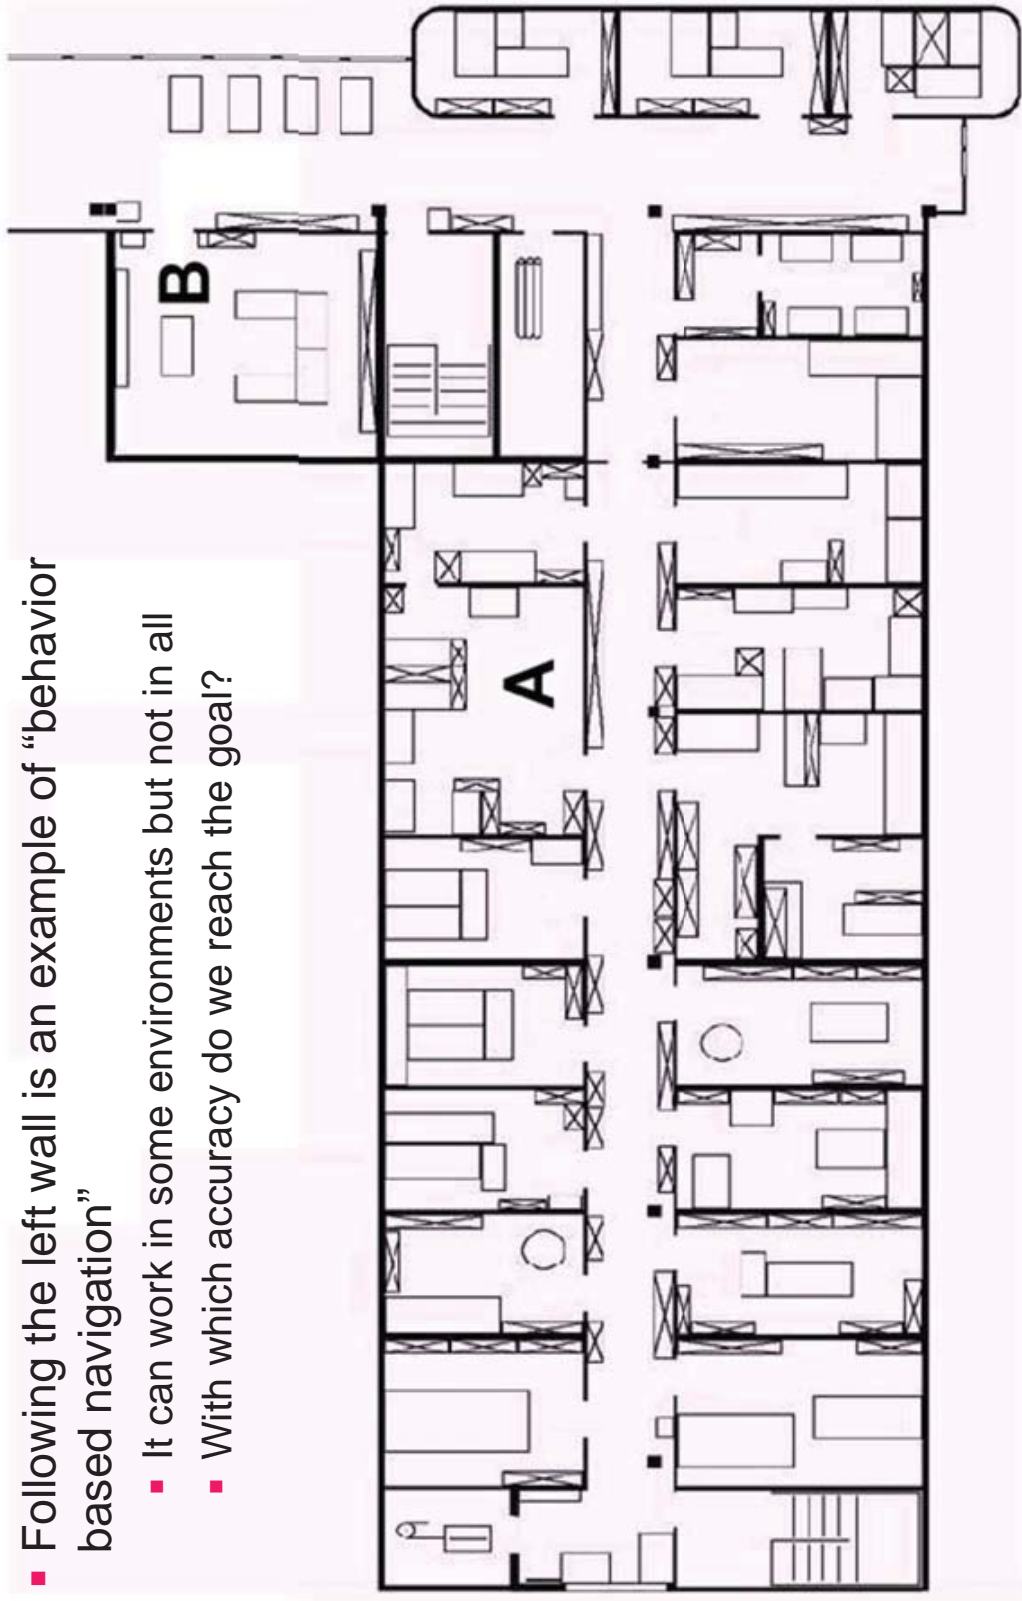 ▪ Following the left wall is an example of “behavior
based navigation”
▪ It can work in some environments but not in all
▪ With which accuracy do we reach the goal?
B
A